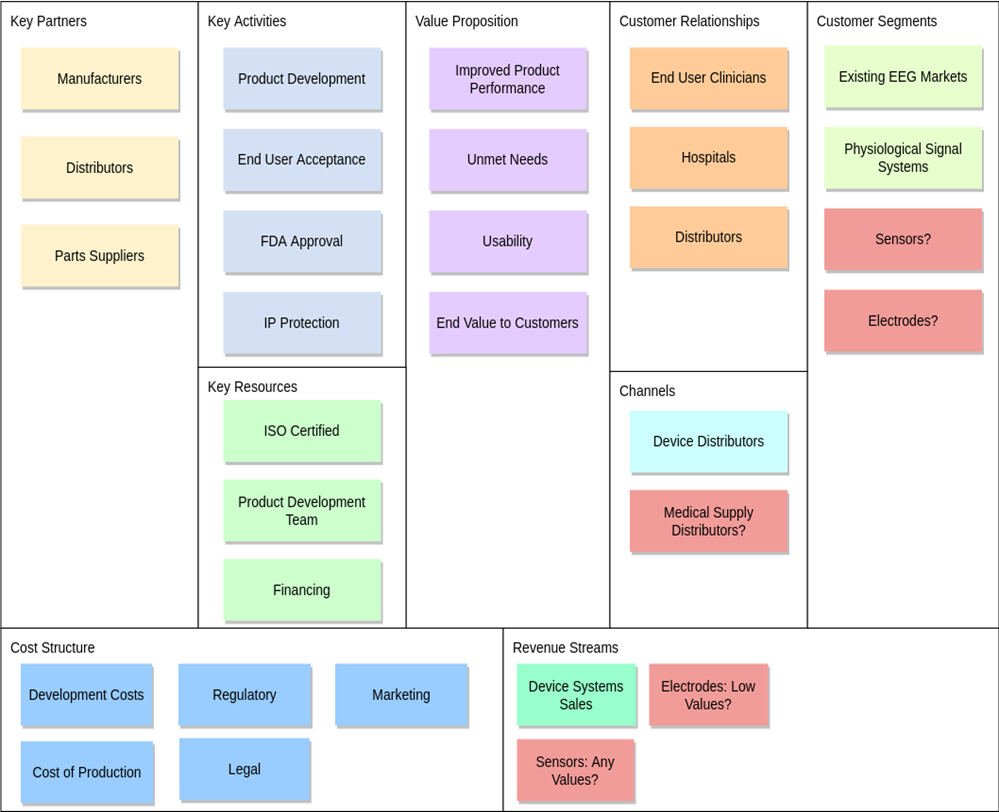 Key Partners
Manufacturers
Distributors
Parts Suppliers
Key Activities
Product Development
End User Acceptance
FDA Approval
IP Protection
Key Resources
ISO Certified
Product Development
Team
Financing
Value Proposition
Improved Product
Performance
Unmet Needs
Usability
End Value to Customers
Customer Relationships
End User Clinicians
Hospitals
Distributors
Channels
Device Distributors
Medical Supply
Distributors?
Customer Segments
Existing EEG Markets
Physiological Signal
Systems
Sensors?
Electrodes?
Cost Structure
Development Costs
Regulatory
Marketing
Cost of Production
Legal
Revenue Streams
Device Systems
Sales
Electrodes: Low
Values?
Sensors: Any
Values?